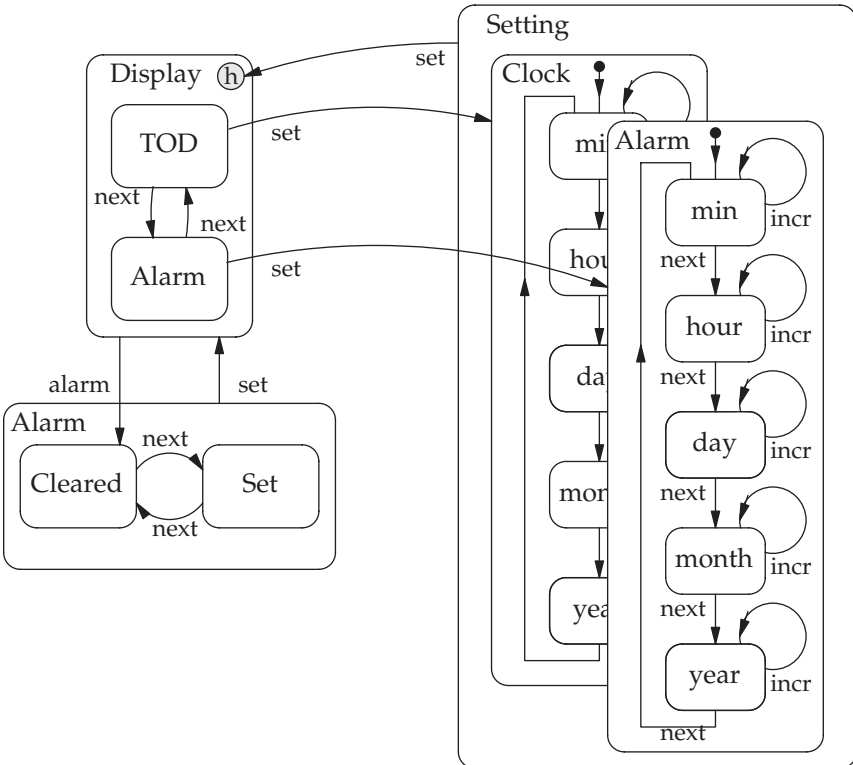 Setting
set
Display h
Clock
TOD
set
next
next
Alarm
set
alarm
set
Alarm
Cleared
next
Set
next
Alarm
min
incr
next
hour
incr
next
day
incr
next
month
incr
next
year
incr
next